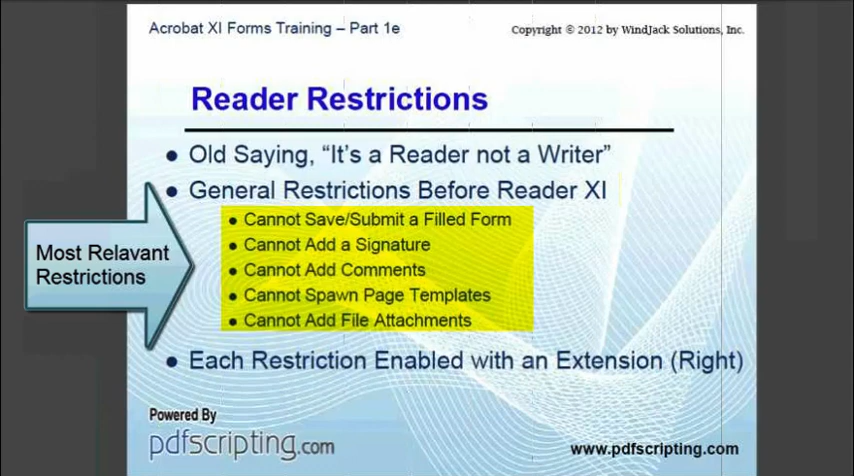 Acrobat XI Forms Training – Part 1e
Copyright © 2012 by WindJack Solutions, Inc.
Reader Restrictions
• Old Saying, “It’s a Reader not a Writer”
• General Restrictions Before Reader XI
• Cannot Save/Submit a Filled Form
• Cannot Add a Signature
• Cannot Add Comments
• Cannot Spawn Page Templates
• Cannot Add File Attachments
Most Relavant
Restrictions
• Each Restriction Enabled with an Extension (Right)
Powered By
pdfscripting.com
www.pdfscripting.com